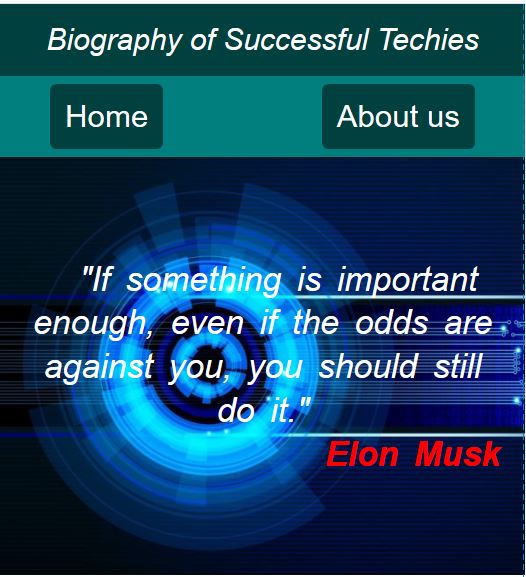 Biography of Successful Techies
Home
About us
"If something is important
enough, even if the odds are
against you, you should still
do it."
Elon Musk